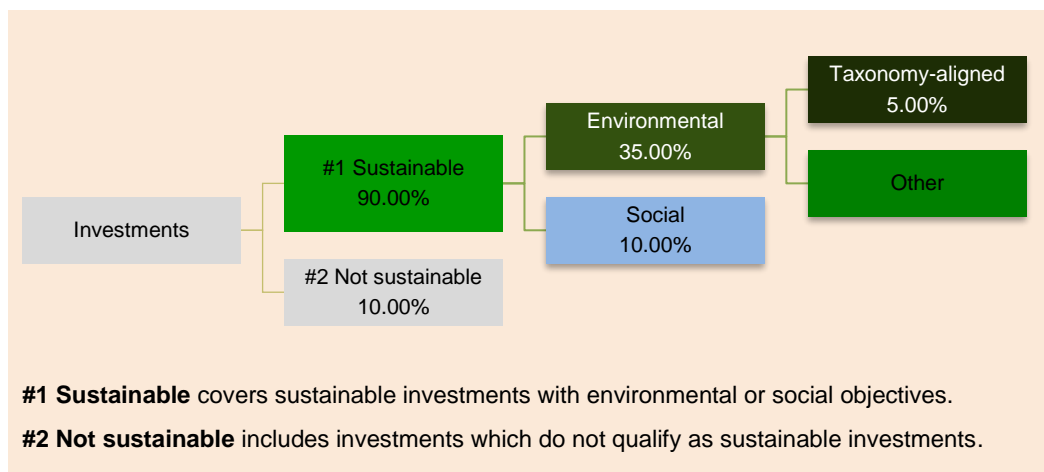 Investments
#1 Sustainable
90.00%
#2 Not sustainable
10.00%
Environmental
35.00%
Social
10.00%
Taxonomy-aligned
5.00%
Other
#1 Sustainable covers sustainable investments with environmental or social objectives.
#2 Not sustainable includes investments which do not qualify as sustainable investments.